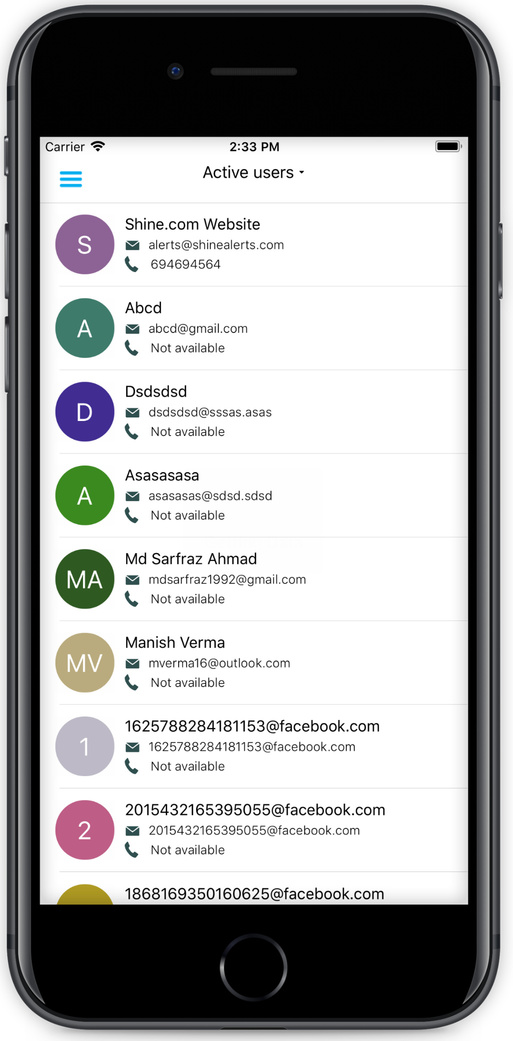 Carrier
2:33 PM
Active users
S
Shine.com Website
alerts@shinealerts.com
694694564
A
Abcd
abcd@gmail.com
Not available
D
Dsdsdsd
dsdsdsd@sssas.asas
Not available
A
Asasasasa
asasasas@sdsd.sdsd
Not available
MA
Md Sarfraz Ahmad
mdsarfraz1992@gmail.com
Not available
MV
Manish Verma
mverma16@outlook.com
Not available
1
1625788284181153@facebook.com
1625788284181153@facebook.com
Not available
2
2015432165395055@facebook.com
2015432165395055@facebook.com
Not available
1868169350160625@facebook.com